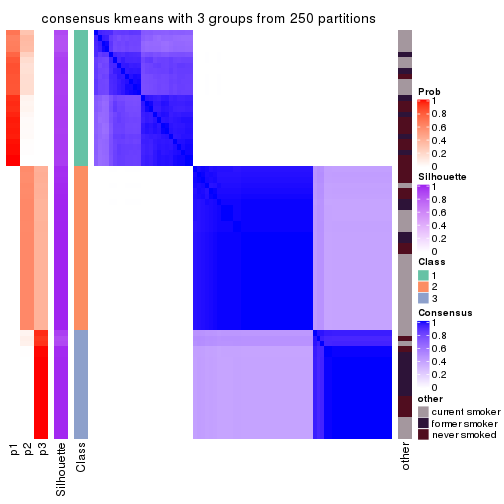 consensus kmeans with 3 groups from 250 partitions
Prob
1
0.8
0.6
0.4
0.2
0
Silhouette
1
0.8
0.6
0.4
0.2
0
Class
1
2
3
Consensus
1
0.8
0.6
0.4
0.2
0
other
current smoker
former smoker
never smoked
p1
p2
p3
Silhouette
Class
other